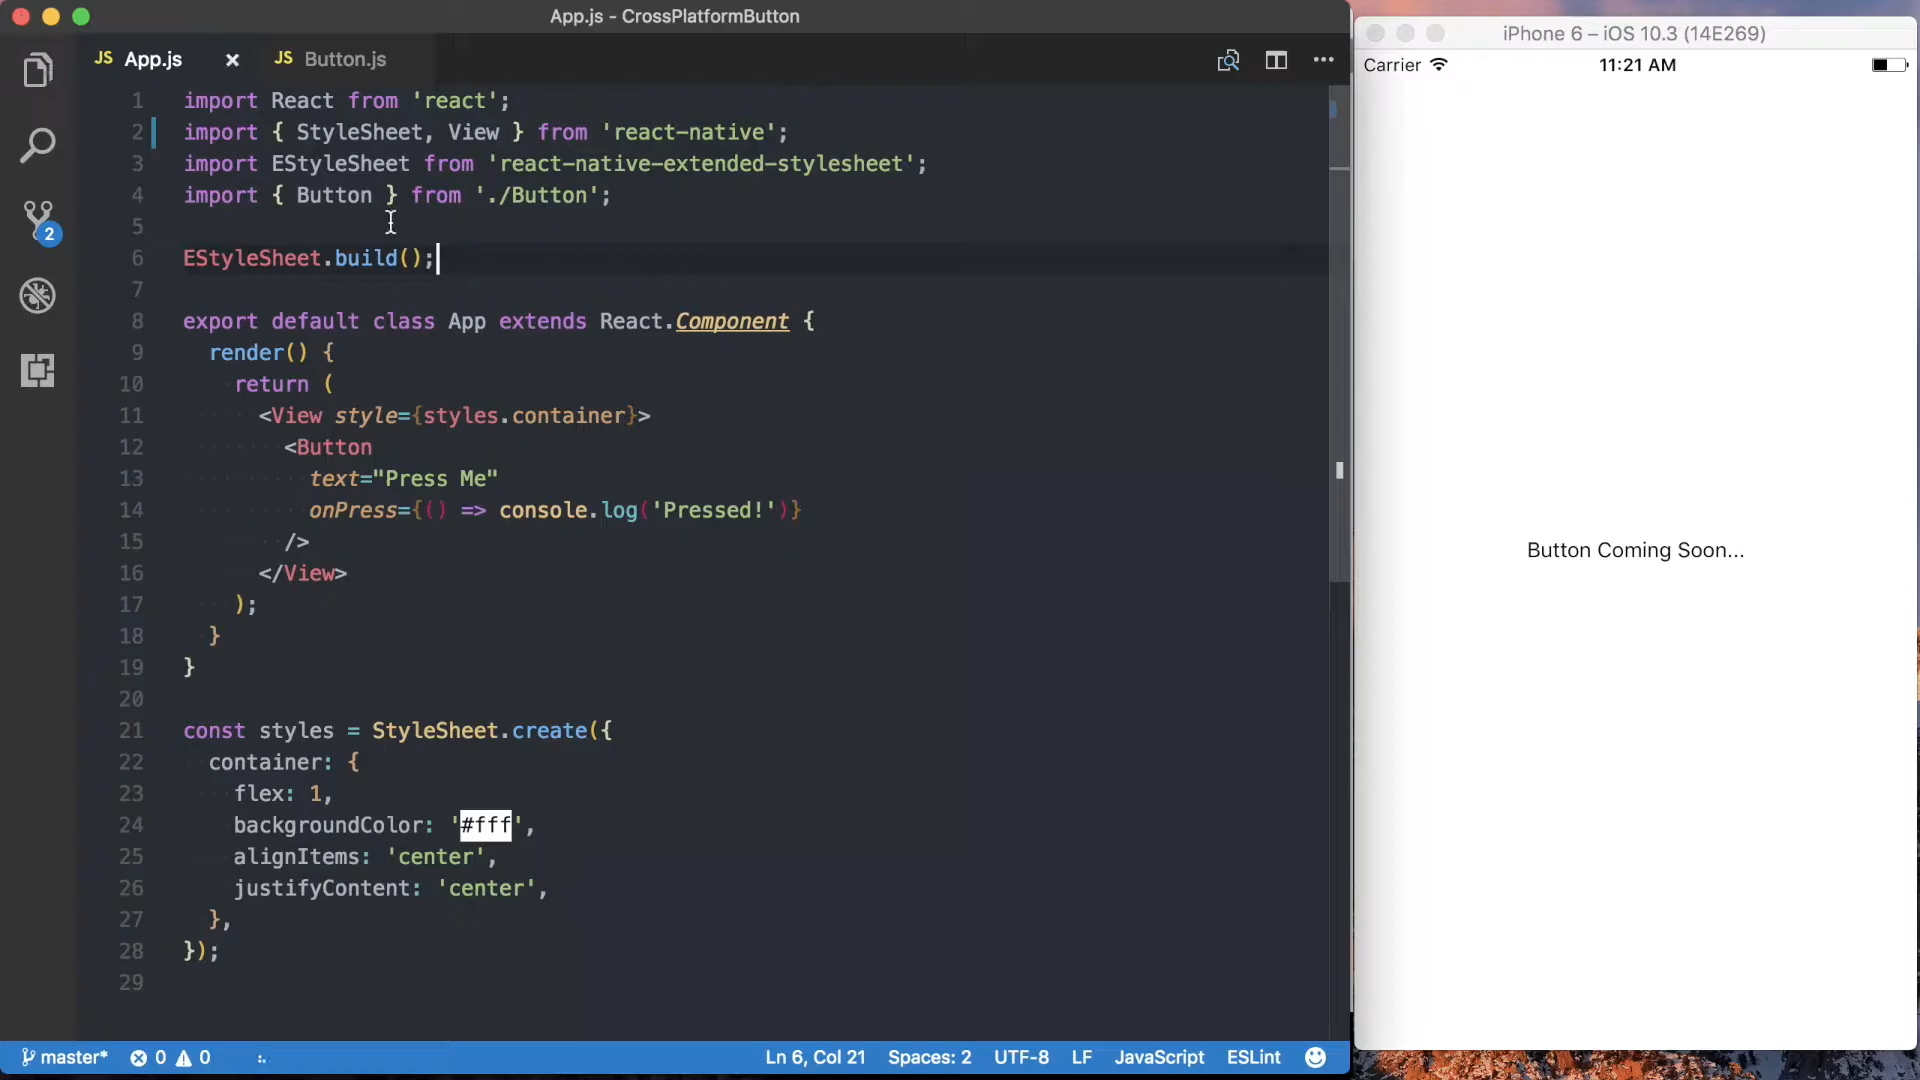 App.js - CrossPlatformButton
JS App.js
JS Button.js
1 import React from 'react';
2 import { StyleSheet, View } from 'react-native';
3 import EStyleSheet from 'react-native-extended-stylesheet';
4 import { Button } from './Button';
5
6 EStyleSheet.build();
7
8 export default class App extends React.Component {
9 render() {
10 return (
11 <View style={styles.container}>
12 <Button
13 text="Press Me"
14 onPress={() => console.log('Pressed!')}
15 />
16 </View>
17 );
18 }
19 }
20
21 const styles = StyleSheet.create({
22 container: {
23 flex: 1,
24 backgroundColor: '#fff',
25 alignItems: 'center',
26 justifyContent: 'center',
27 },
28 });
29
2
master* 0 0 Ln 6, Col 21 Spaces: 2 UTF-8 LF JavaScript ESLint
iPhone 6 – iOS 10.3 (14E269)
Carrier 11:21 AM
Button Coming Soon...